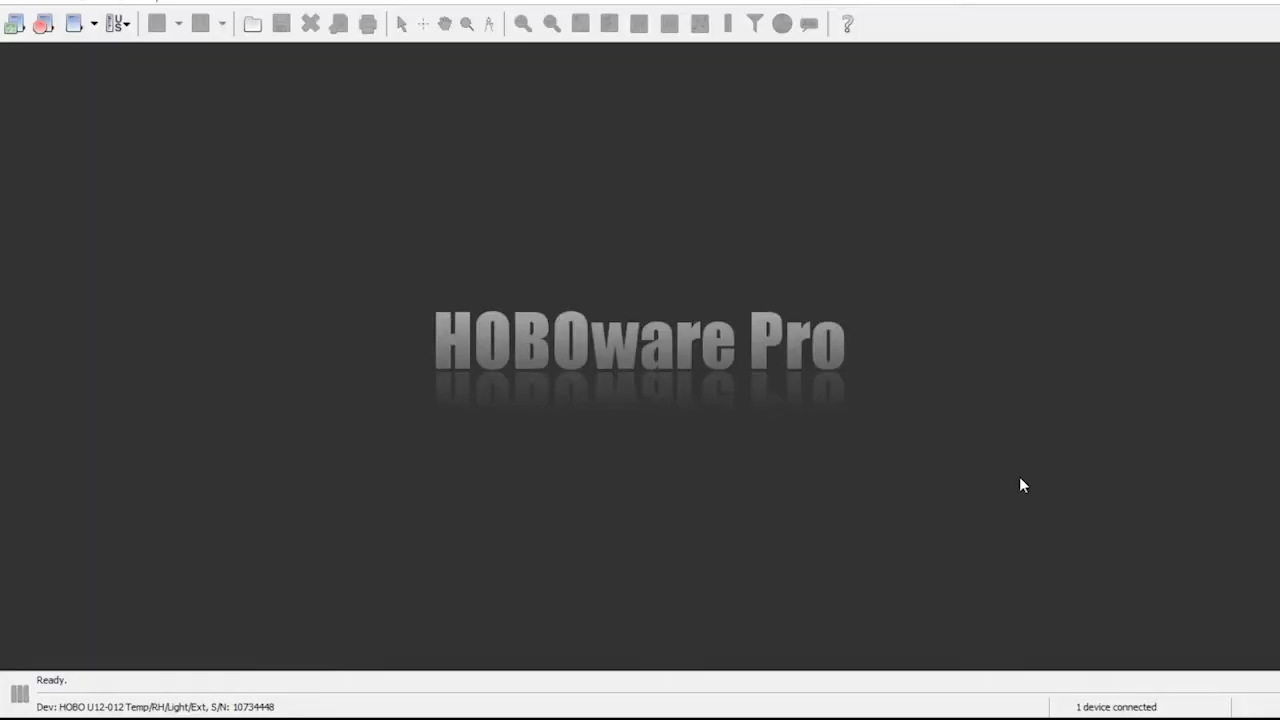 HOBOware Pro
Ready.
Dev: HOBO U12-012 Temp/RH/Light/Ext, S/N: 10734448
1 device connected